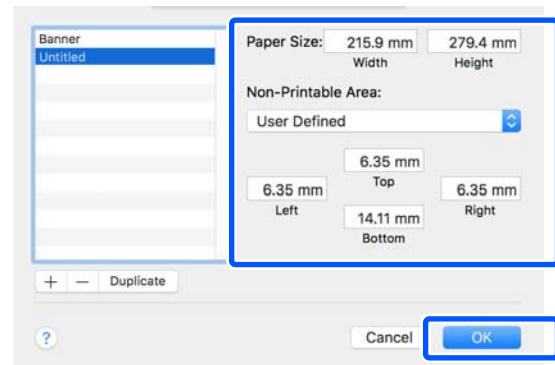 Banner
Untitled
Paper Size: 215.9 mm 279.4 mm
Width Height
Non-Printable Area:
User Defined
6.35 mm
Top
6.35 mm 6.35 mm
Left Right
14.11 mm
Bottom
+ − Duplicate
? Cancel OK